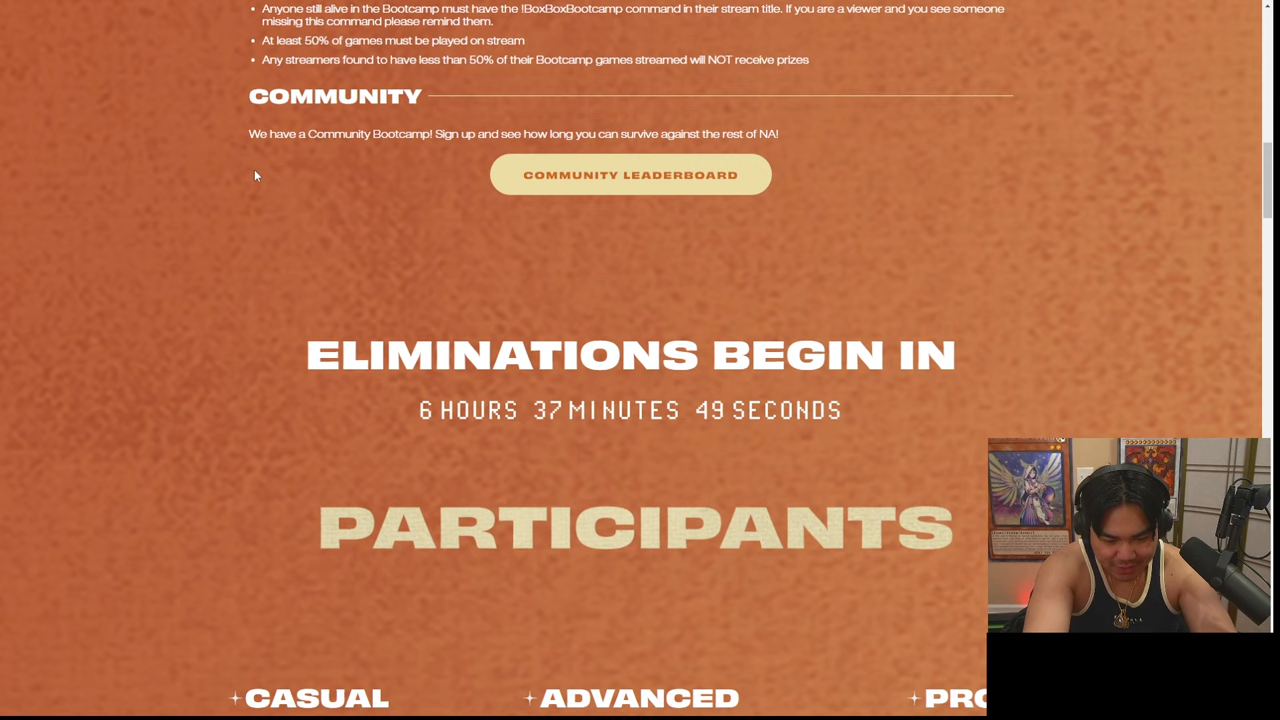 Anyone still alive in the Bootcamp must have the !BoxBoxBootcamp command in their stream title. If you are a viewer and you see someone
missing this command please remind them.
At least 50% of games must be played on stream
Any streamers found to have less than 50% of their Bootcamp games streamed will NOT receive prizes
COMMUNITY
We have a Community Bootcamp! Sign up and see how long you can survive against the rest of NA!
COMMUNITY LEADERBOARD
ELIMINATIONS BEGIN IN
6 HOURS 37 MINUTES 49 SECONDS
PARTICIPANTS
CASUAL ADVANCED